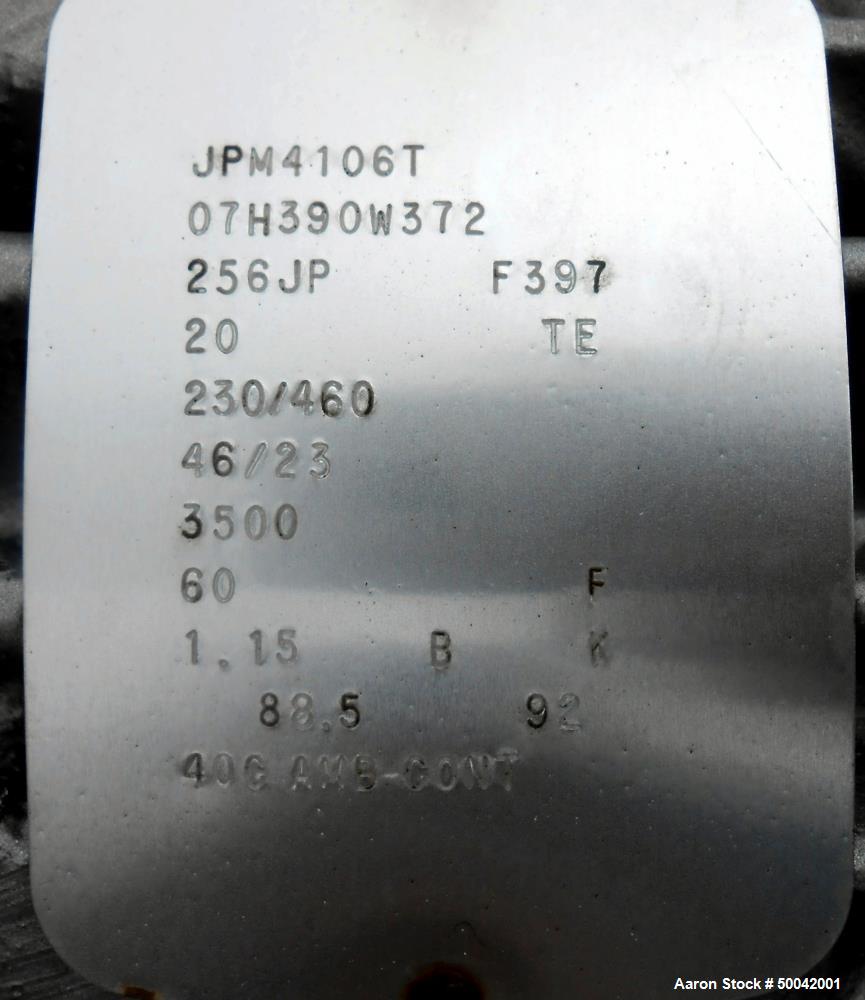 JPM4106T
07H390W372
256JP F397
20 TE
230/460
46/23
3500
60 F
1.15 B K
88.5 92
40C AMB-CONT
Aaron Stock # 50042001